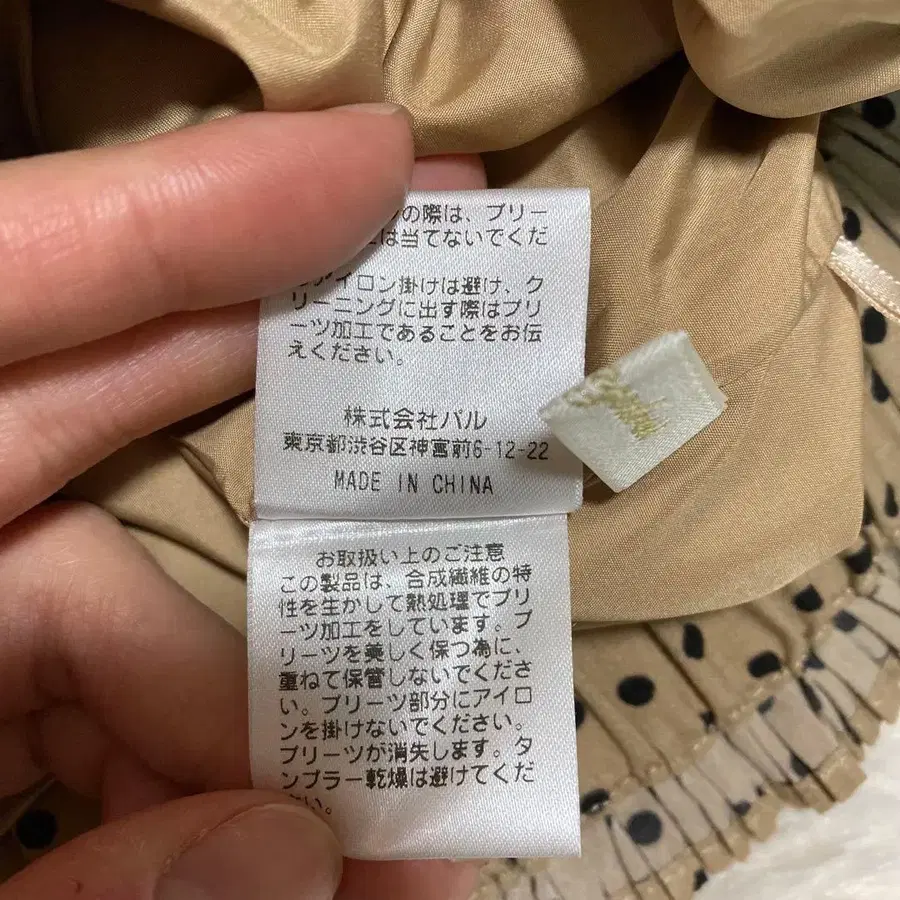 の際は、プリー
は当てないでくだ
アイロン掛けは避け、ク
リーニングに出す際はプリ
ーツ加工であることをお伝
えください。
株式会社パル
東京都渋谷区神宮前6-12-22
MADE IN CHINA
お取扱い上のご注意
この製品は、合成繊維の特
性を生かして熱処理でプリ
ーツ加工をしています。プ
リーツを美しく保つ為に、
重ねて保管しないでくださ
い。プリーツ部分にアイロ
ンを掛けないでください。
プリーツが消失します。タ
ンブラー乾燥は避けてくだ
さい。